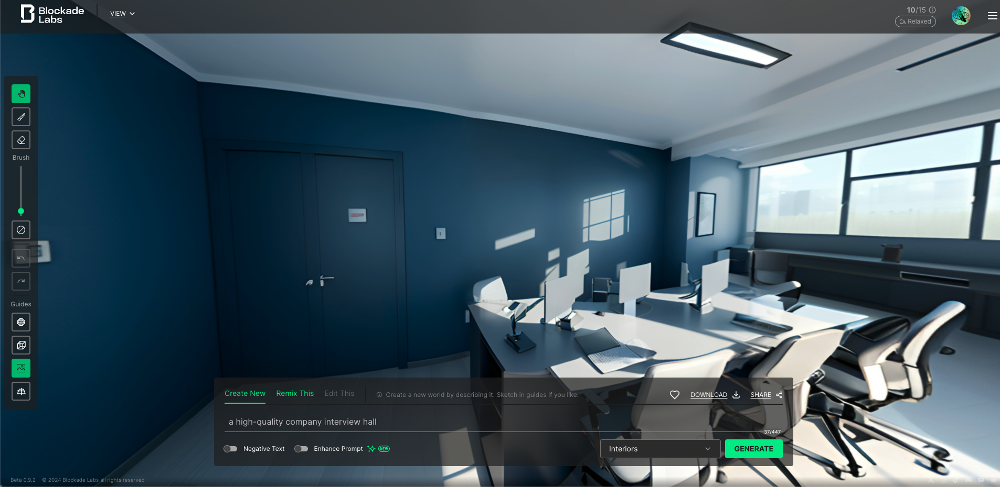 Blockade
Labs
VIEW
10/15
Relaxed
Brush
Guides
Create New
Remix This
Edit This
Create a new world by describing it. Sketch in guides if you like.
DOWNLOAD
SHARE
a high-quality company interview hall
37/447
Negative Text
Enhance Prompt
NEW
Interiors
GENERATE
Beta 0.9.2 © 2024 Blockade Labs all rights reserved